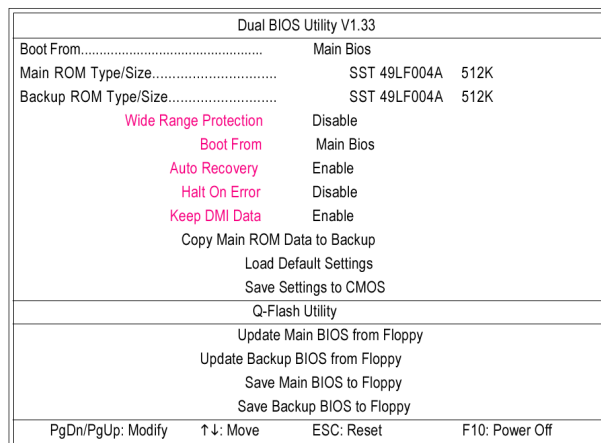 Dual BIOS Utility V1.33
Boot From............................................... Main Bios
Main ROM Type/Size.............................. SST 49LF004A 512K
Backup ROM Type/Size.......................... SST 49LF004A 512K
Wide Range Protection Disable
Boot From Main Bios
Auto Recovery Enable
Halt On Error Disable
Keep DMI Data Enable
Copy Main ROM Data to Backup
Load Default Settings
Save Settings to CMOS
Q-Flash Utility
Update Main BIOS from Floppy
Update Backup BIOS from Floppy
Save Main BIOS to Floppy
Save Backup BIOS to Floppy
PgDn/PgUp: Modify ↑↓: Move ESC: Reset F10: Power Off